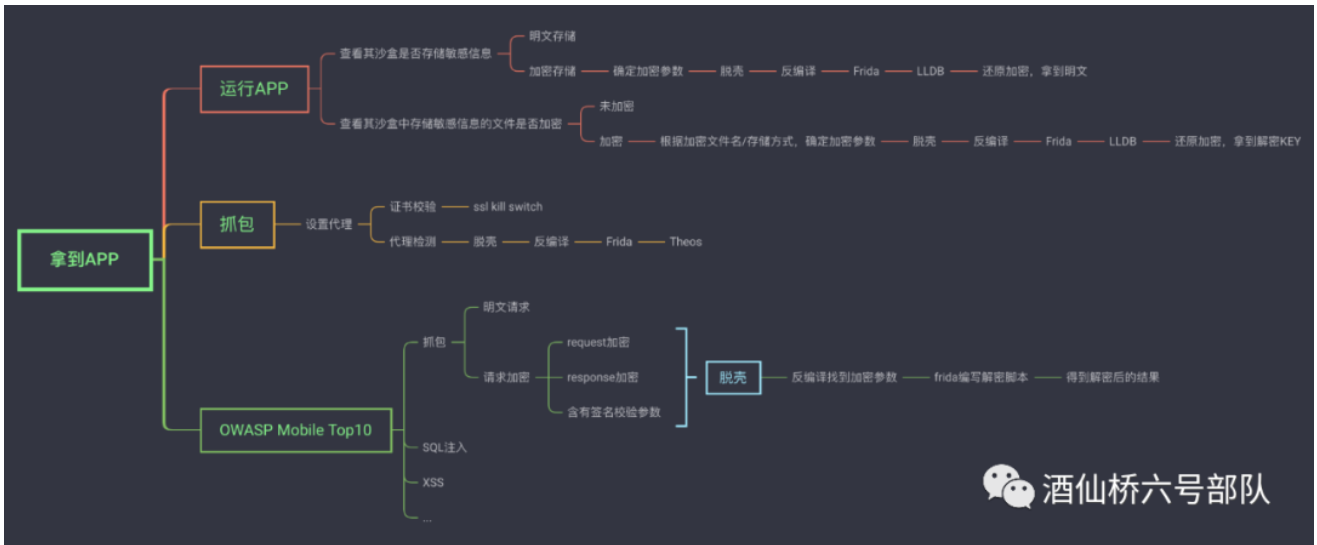 拿到APP
运行APP
查看其沙盒是否存储敏感信息
明文存储
加密存储
确定加密参数
脱壳
反编译
Frida
LLDB
还原加密，拿到明文
查看其沙盒中存储敏感信息的文件是否加密
未加密
加密
根据加密文件名/存储方式，确定加密参数
脱壳
反编译
Frida
LLDB
还原加密，拿到解密KEY
抓包
设置代理
证书校验
ssl kill switch
代理检测
脱壳
反编译
Frida
Theos
OWASP Mobile Top10
抓包
明文请求
请求加密
request加密
response加密
含有签名校验参数
脱壳
反编译找到加密参数
frida编写解密脚本
得到解密后的结果
SQL注入
XSS
...
酒仙桥六号部队